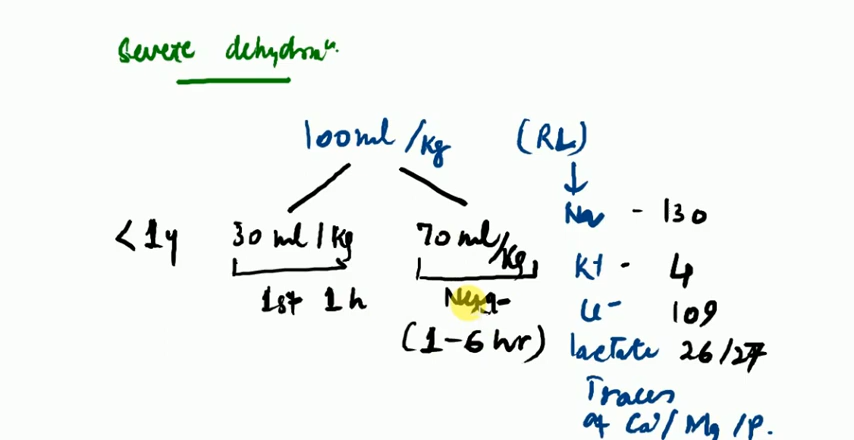 Severe dehydran.
100ml/kg (RL)
Na - 130
<1y 30 ml/kg 70 ml/kg
K+ - 4
1st 1h
Cl- 109
(1-6 hr)
lactate 26/27
Traces
of Ca/Mg/P.